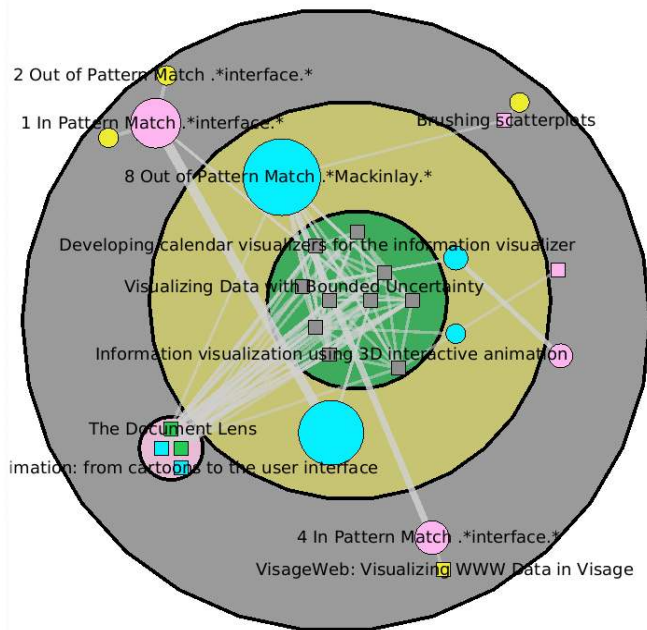 2 Out of Pattern Match .*interface.*
1 In Pattern Match .*interface.*
Brushing scatterplots
8 Out of Pattern Match .*Mackinlay.*
Developing calendar visualizers for the information visualizer
Visualizing Data with Bounded Uncertainty
Information visualization using 3D interactive animation
The Document Lens
imation: from cartoons to the user interface
4 In Pattern Match .*interface.*
VisageWeb: Visualizing WWW Data in Visage